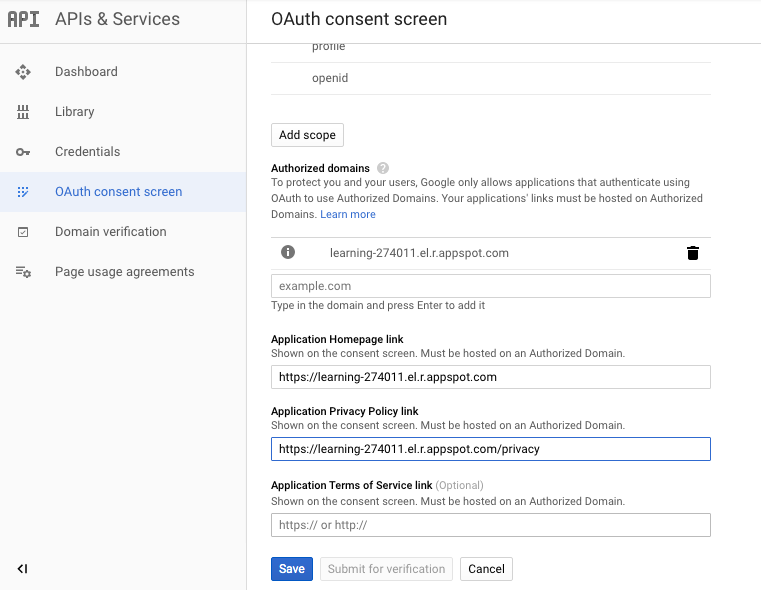 API APIs & Services
Dashboard
Library
Credentials
OAuth consent screen
Domain verification
Page usage agreements
OAuth consent screen
profile
openid
Add scope
Authorized domains ?
To protect you and your users, Google only allows applications that authenticate using
OAuth to use Authorized Domains. Your applications' links must be hosted on Authorized
Domains. Learn more
learning-274011.el.r.appspot.com
example.com
Type in the domain and press Enter to add it
Application Homepage link
Shown on the consent screen. Must be hosted on an Authorized Domain.
https://learning-274011.el.r.appspot.com
Application Privacy Policy link
Shown on the consent screen. Must be hosted on an Authorized Domain.
https://learning-274011.el.r.appspot.com/privacy
Application Terms of Service link (Optional)
Shown on the consent screen. Must be hosted on an Authorized Domain.
https:// or http://
Save Submit for verification Cancel